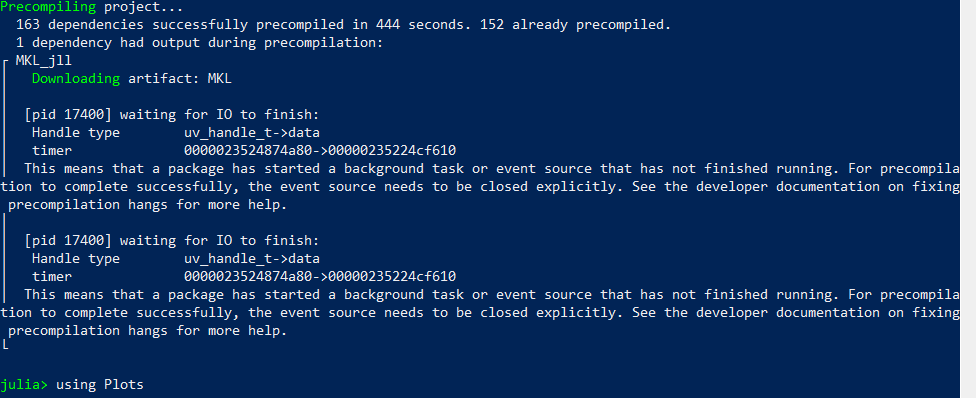 Precompiling project...
163 dependencies successfully precompiled in 444 seconds. 152 already precompiled.
1 dependency had output during precompilation:
┌ MKL_jll
│  Downloading artifact: MKL
│
│  [pid 17400] waiting for IO to finish:
│   Handle type        uv_handle_t->data
│   timer              0000023524874a80->00000235224cf610
│  This means that a package has started a background task or event source that has not finished running. For precompila
tion to complete successfully, the event source needs to be closed explicitly. See the developer documentation on fixing
precompilation hangs for more help.
│
│  [pid 17400] waiting for IO to finish:
│   Handle type        uv_handle_t->data
│   timer              0000023524874a80->00000235224cf610
│  This means that a package has started a background task or event source that has not finished running. For precompila
tion to complete successfully, the event source needs to be closed explicitly. See the developer documentation on fixing
precompilation hangs for more help.
└
julia> using Plots